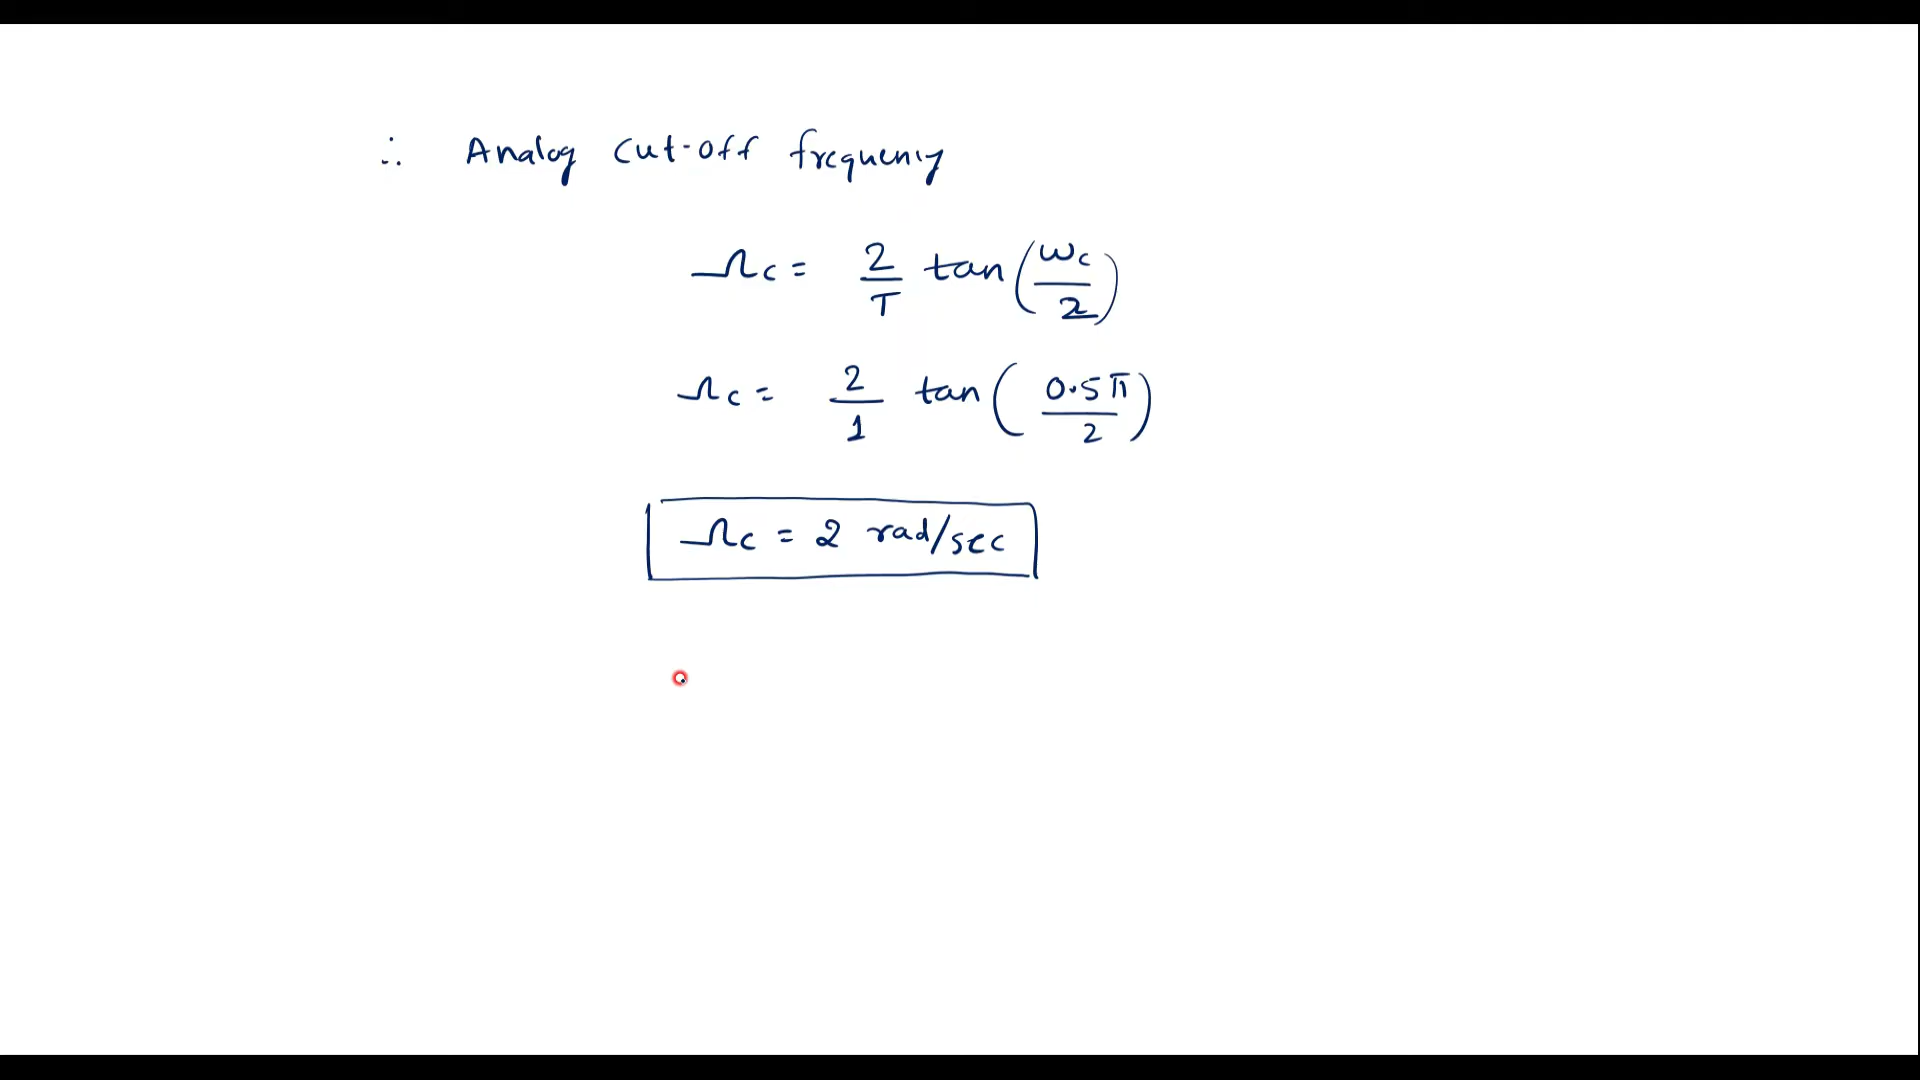 ∴ Analog cut-off frequency
Ωc = 2/T tan(ωc/2)
Ωc = 2/1 tan(0.5π/2)
Ωc = 2 rad/sec